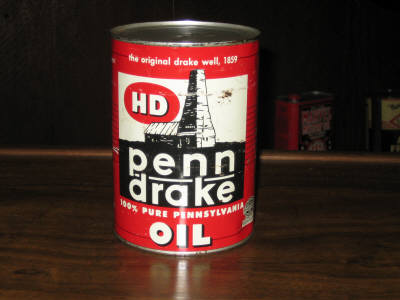 the original drake well, 1859
HD
penn
drake
100% PURE PENNSYLVANIA
OIL